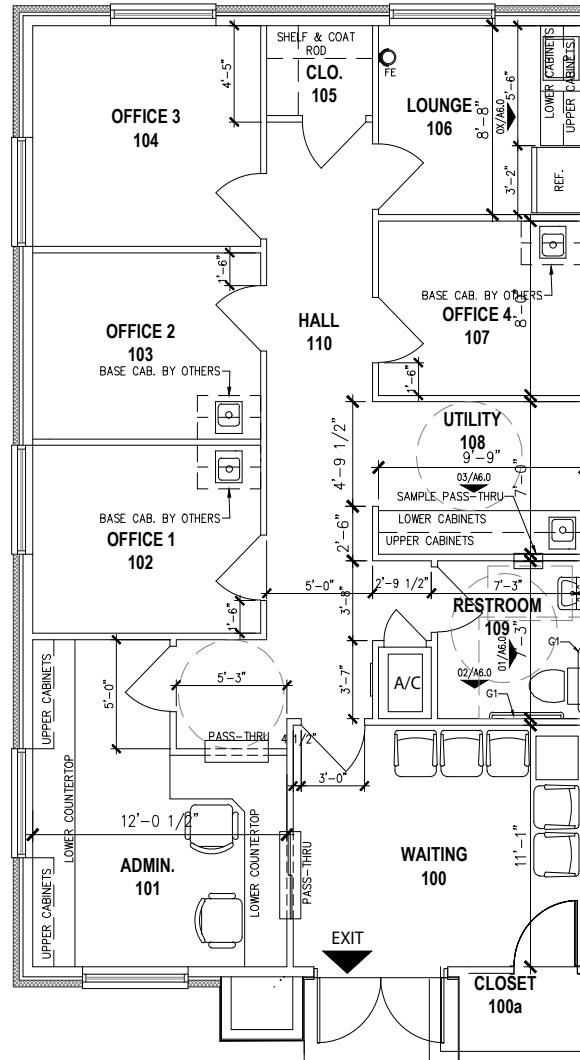 SHELF & COAT
ROD
CLO.
105
4'-5"
OFFICE 3
104
FE
LOUNGE
106
8'-8"
0X/A6.0
5'-6"
3'-2"
LOWER CABINETS
UPPER CABINETS
REF.
1'-6"
OFFICE 2
103
BASE CAB. BY OTHERS
HALL
110
BASE CAB. BY OTHERS
OFFICE 4
107
8'-0"
1'-6"
UTILITY
108
9'-9"
03/A6.0
7'-0"
SAMPLE PASS-THRU
LOWER CABINETS
UPPER CABINETS
4'-9 1/2"
2'-6"
BASE CAB. BY OTHERS
OFFICE 1
102
1'-6"
5'-0"
2'-9 1/2"
3'-8"
7'-3"
RESTROOM
109
01/A6.0
7'-3"
02/A6.0
G1
G1
3'-7"
A/C
UPPER CABINETS
5'-0"
5'-3"
PASS-THRU
4 1/2"
3'-0"
LOWER COUNTERTOP
12'-0 1/2"
ADMIN.
101
LOWER COUNTERTOP
PASS-THRU
UPPER CABINETS
WAITING
100
11'-1"
EXIT
CLOSET
100a